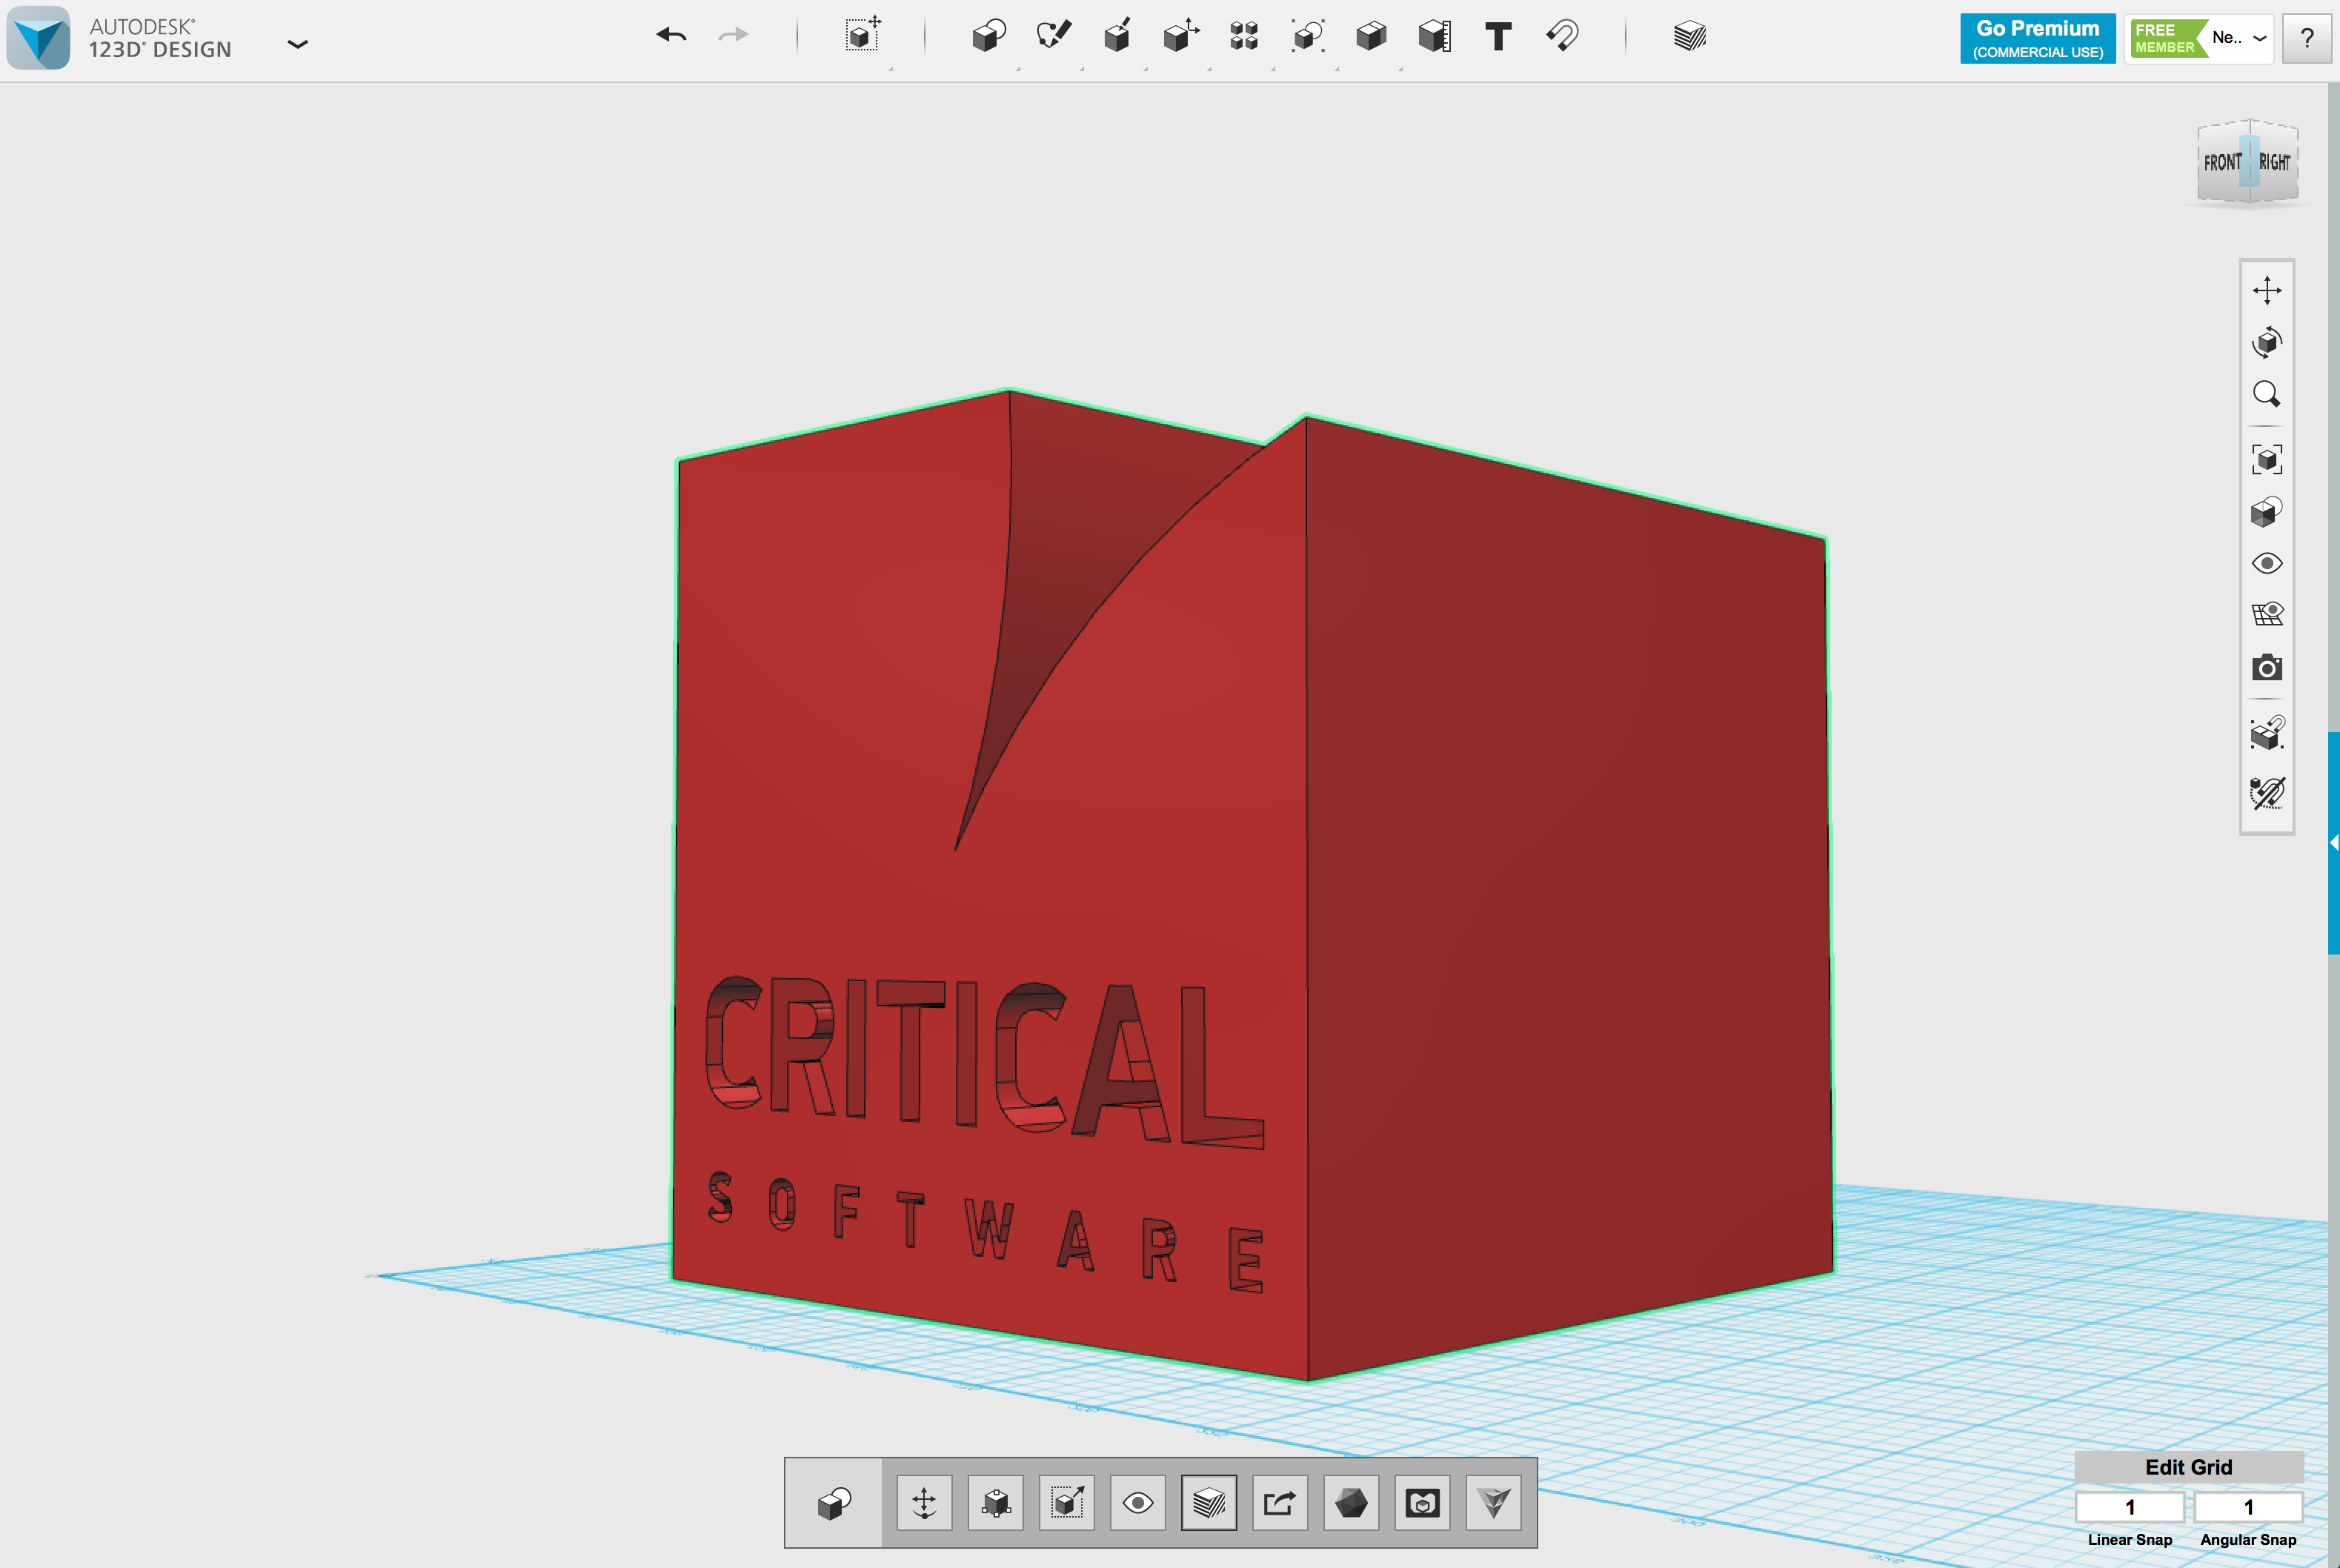 AUTODESK®
123D® DESIGN
T
Go Premium
(COMMERCIAL USE)
FREE
MEMBER
Ne..
?
FRONT
RIGHT
CRITICAL
SOFTWARE
Edit Grid
1
1
Linear Snap
Angular Snap